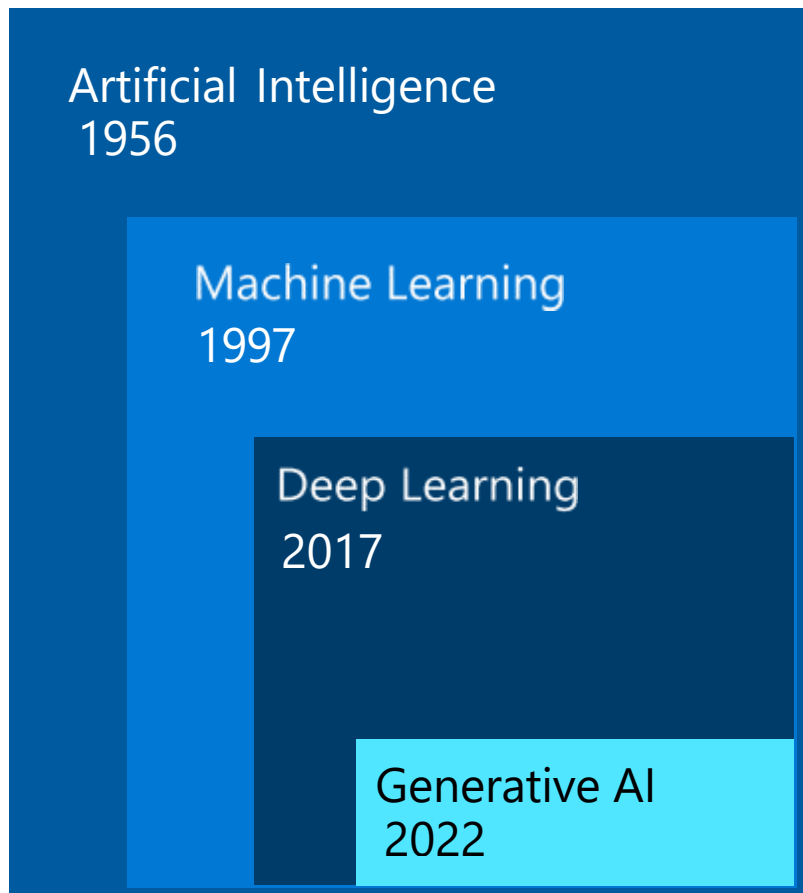 Artificial Intelligence
1956
Machine Learning
1997
Deep Learning
2017
Generative AI
2022